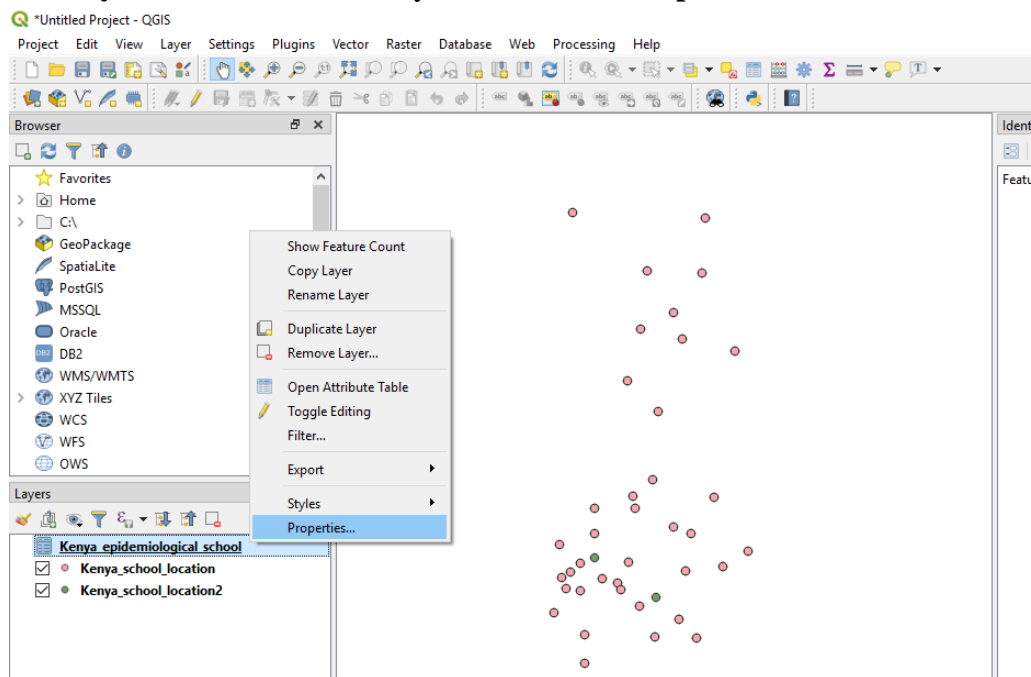 *Untitled Project - QGIS
Project Edit View Layer Settings Plugins Vector Raster Database Web Processing Help
Browser
Ident
Favorites
Featu
Home
C:\
GeoPackage
SpatiaLite
PostGIS
MSSQL
Oracle
DB2
WMS/WMTS
XYZ Tiles
WCS
WFS
OWS
Show Feature Count
Copy Layer
Rename Layer
Duplicate Layer
Remove Layer...
Open Attribute Table
Toggle Editing
Filter...
Export
Styles
Properties...
Layers
Kenya epidemiological school
Kenya_school_location
Kenya_school_location2